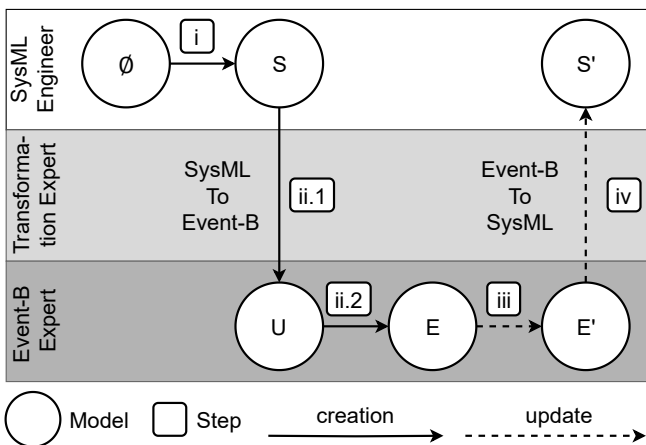 SysML
Engineer
Ø
i
S
S'
Transforma-
tion Expert
SysML
To
Event-B
ii.1
Event-B
To
SysML
iv
Event-B
Expert
U
ii.2
E
iii
E'
Model
Step
creation
update